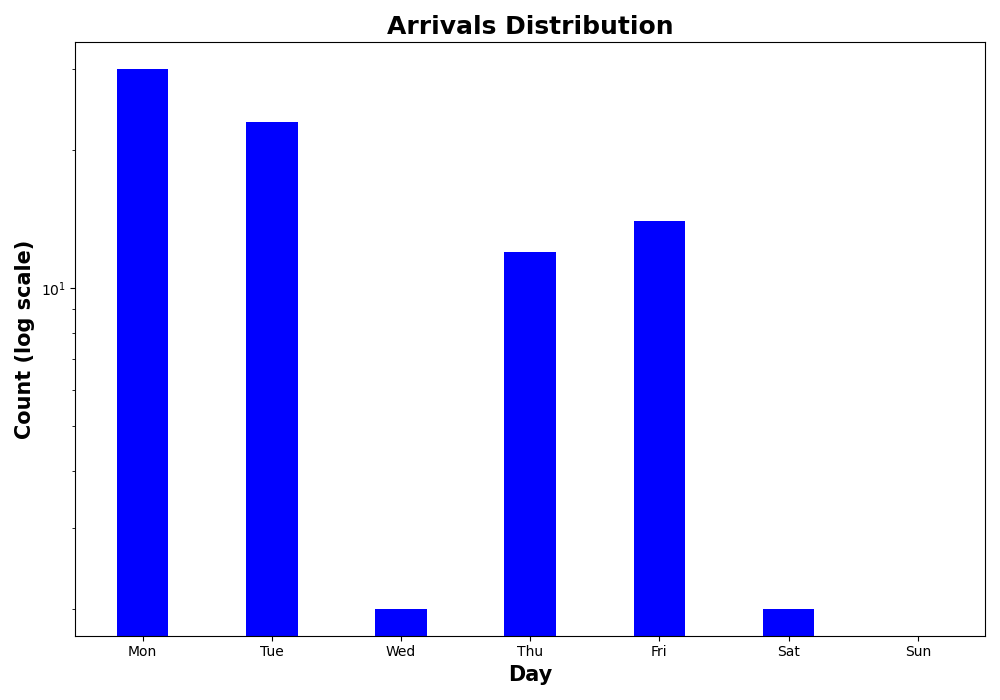 Arrivals Distribution
Count (log scale)
10¹
Mon Tue Wed Thu Fri Sat Sun
Day